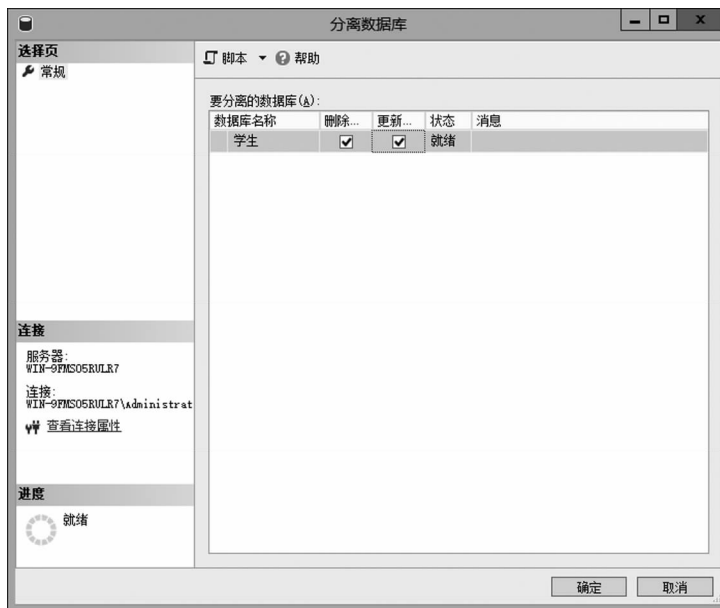 分离数据库
选择页
常规
脚本 帮助
要分离的数据库(A):
数据库名称 删除... 更新... 状态 消息
学生 就绪
连接
服务器:
WIN-9FMSO5RULR7
连接:
WIN-9FMSO5RULR7\Administrat
查看连接属性
进度
就绪
确定 取消